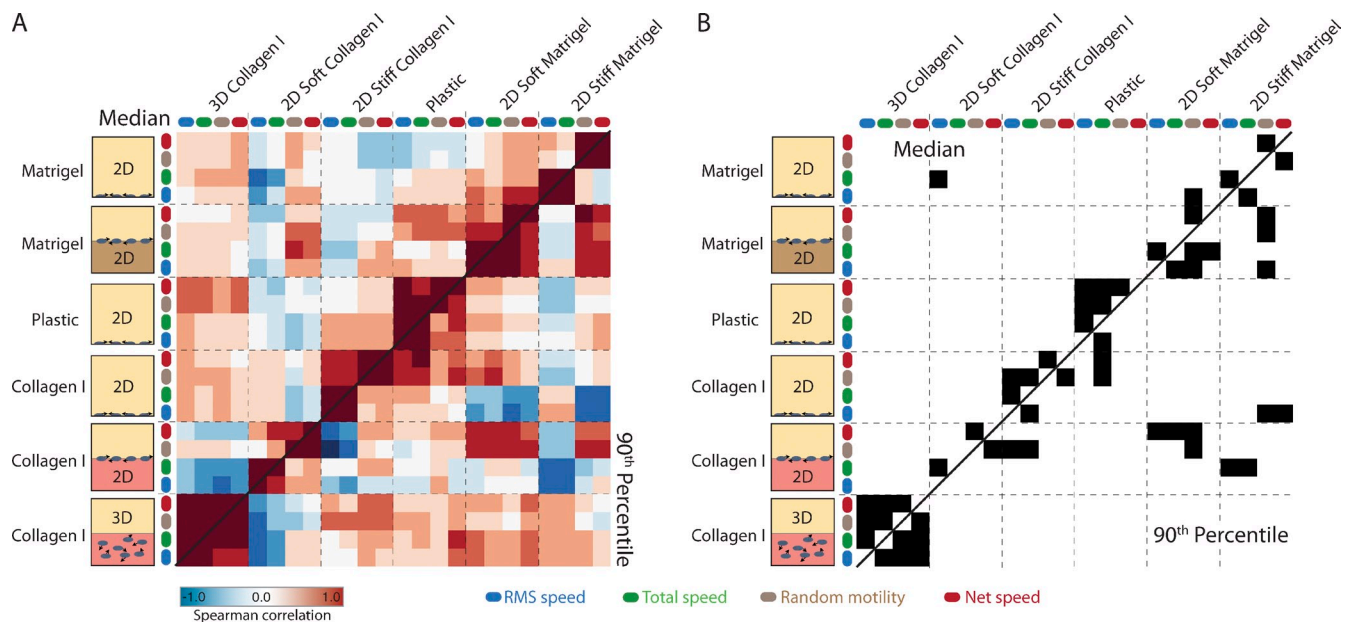 A
3D Collagen I
2D Soft Collagen I
2D Stiff Collagen I
Plastic
2D Soft Matrigel
2D Stiff Matrigel
Median
Matrigel
2D
Matrigel
2D
Plastic
2D
Collagen I
2D
Collagen I
2D
Collagen I
3D
90th Percentile
-1.0 0.0 1.0
Spearman correlation
B
3D Collagen I
2D Soft Collagen I
2D Stiff Collagen I
Plastic
2D Soft Matrigel
2D Stiff Matrigel
Median
Matrigel
2D
Matrigel
2D
Plastic
2D
Collagen I
2D
Collagen I
2D
Collagen I
3D
90th Percentile
RMS speed Total speed Random motility Net speed